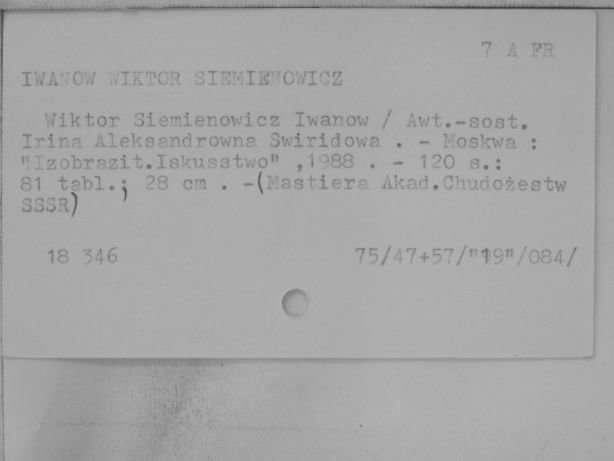 7 A FR
IWANOW WIKTOR SIEMIENOWICZ
Wiktor Siemienowicz Iwanow / Awt.-sost.
Irina Aleksandrowna Swiridowa . - Moskwa :
"Izobrazit.Iskusstwo" ,1988 . - 120 s.:
81 tabl.; 28 cm . -(Mastiera Akad.Chudożestw
SSSR)
18 346 75/47+57/"19"/084/